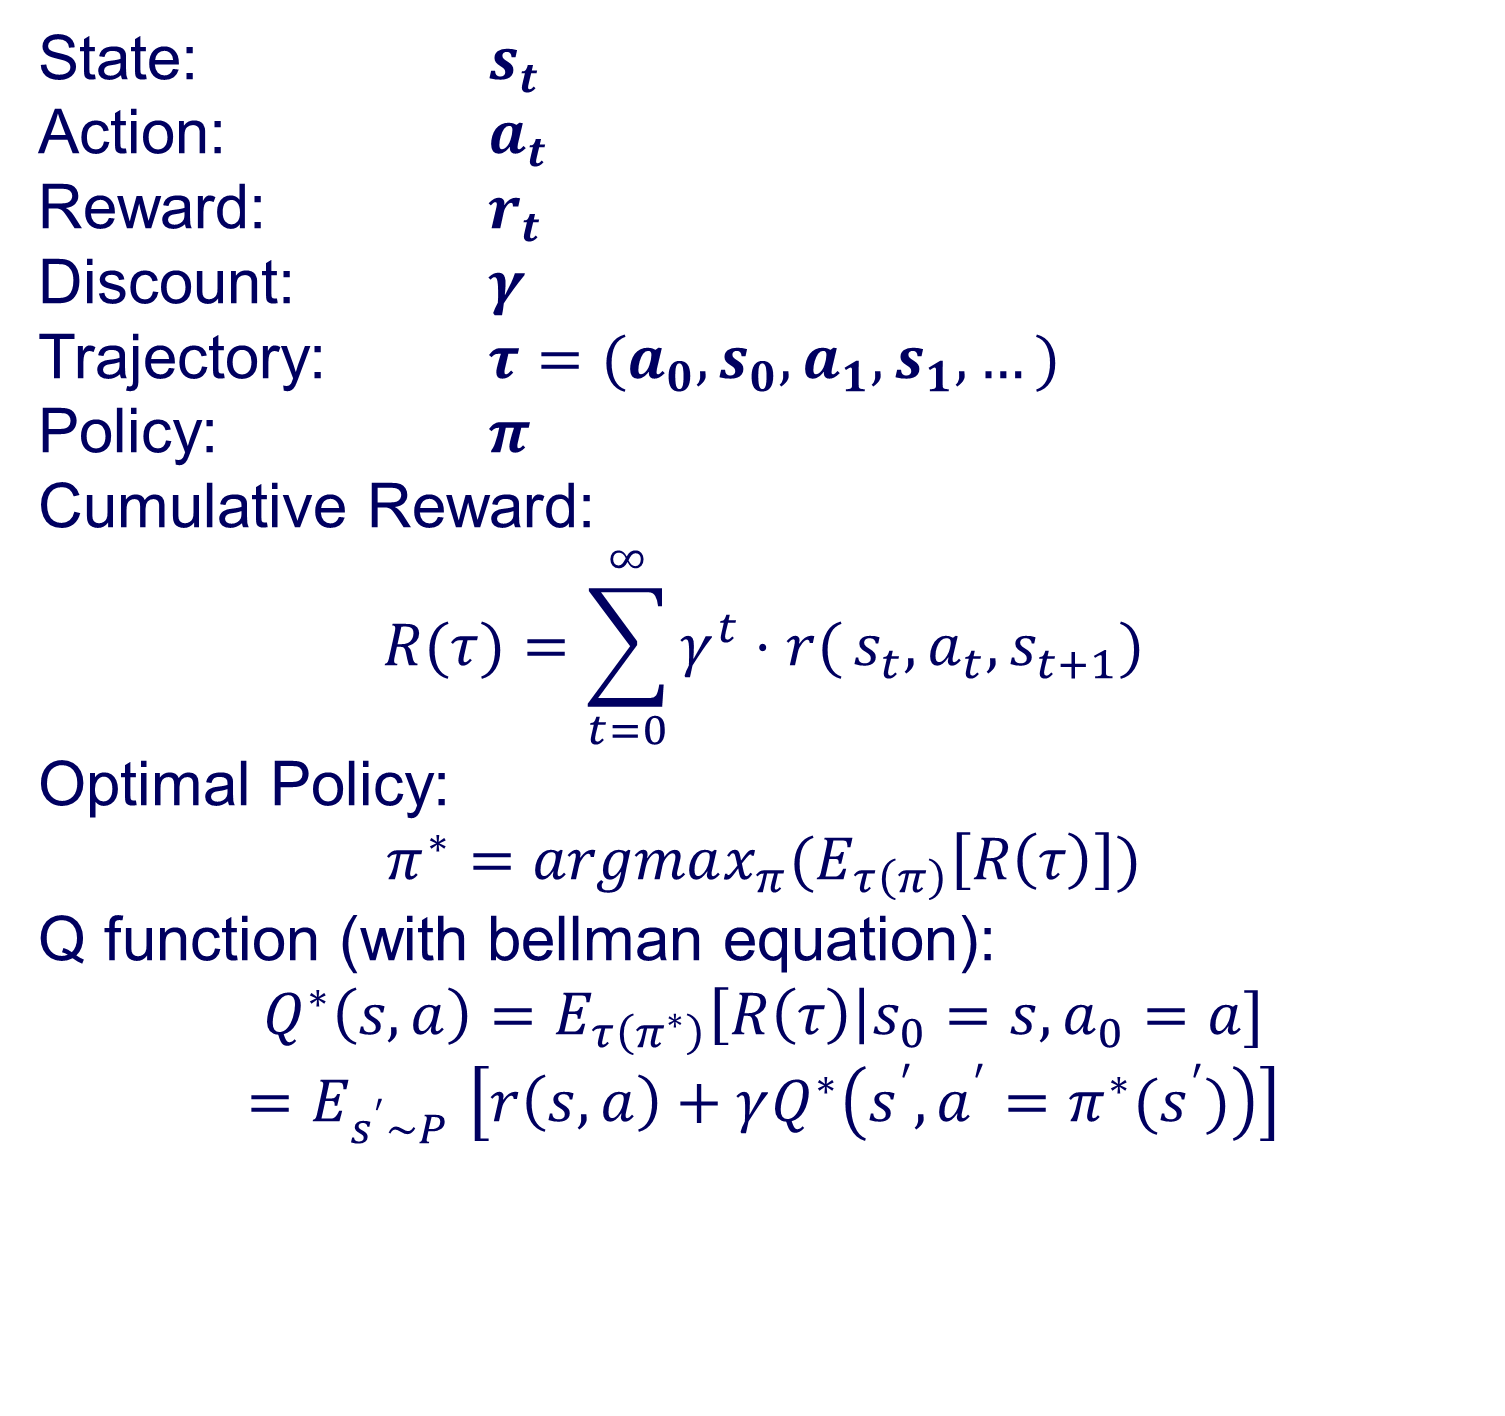 State: s_t
Action: a_t
Reward: r_t
Discount: γ
Trajectory: τ = (a_0, s_0, a_1, s_1, … )
Policy: π
Cumulative Reward:
R(τ) = ∑_{t=0}^{∞} γ^t · r( s_t, a_t, s_{t+1})
Optimal Policy:
π^* = argmax_π(E_{τ(π)}[R(τ)])
Q function (with bellman equation):
Q^*(s, a) = E_{τ(π^*)}[R(τ)|s_0 = s, a_0 = a]
= E_{s'~P} [r(s, a) + γQ^*(s', a' = π^*(s'))]